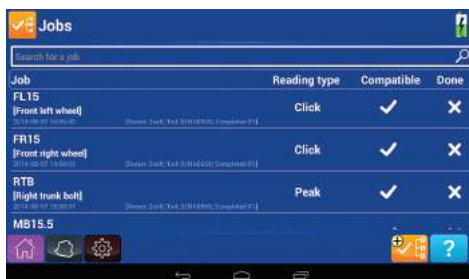 Jobs
Search for a job
Job Reading type Compatible Done
FL15
[Front left wheel] Click
FR15
[Front right wheel] Click
RTB
[Right trunk bolt] Peak
MB15.5
?